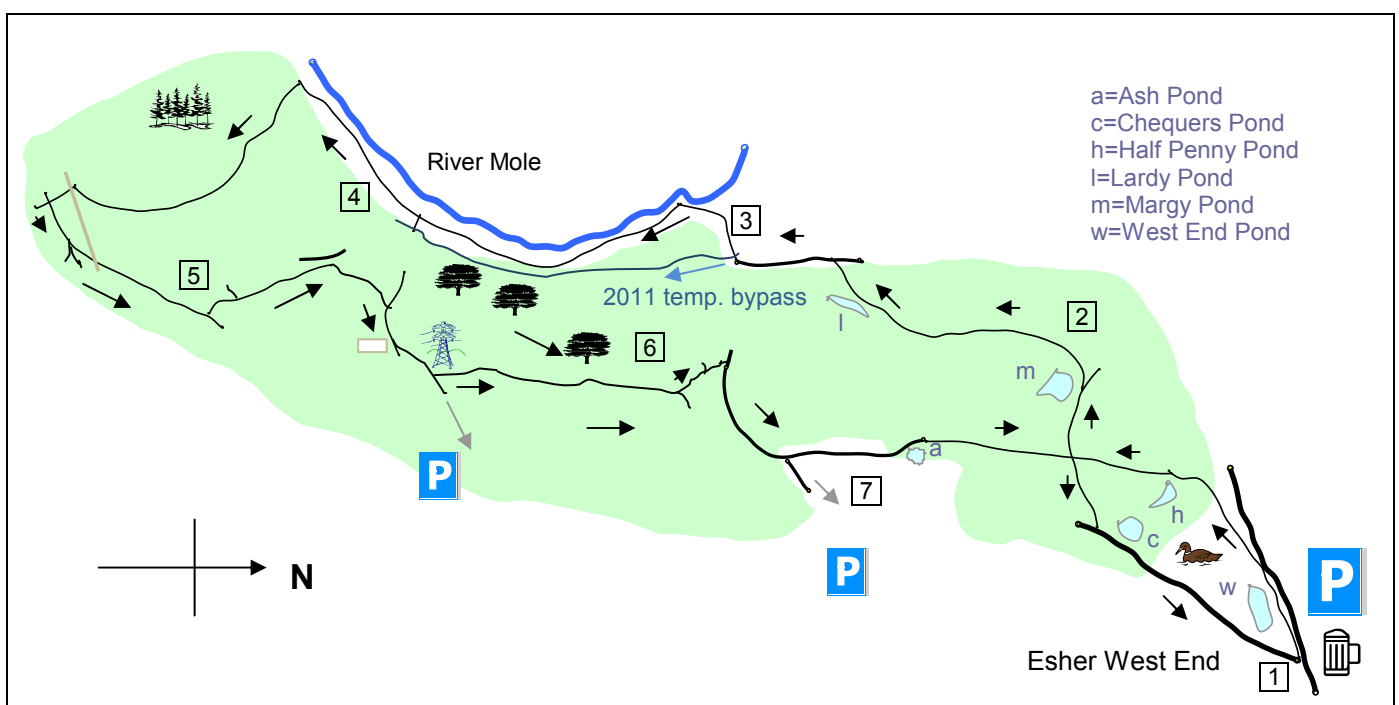 a=Ash Pond
c=Chequers Pond
h=Half Penny Pond
l=Lardy Pond
m=Margy Pond
w=West End Pond
River Mole
4
3
2011 temp. bypass
5
l
2
6
m
P
a
7
h
c
P
w
P
N
Esher West End
1